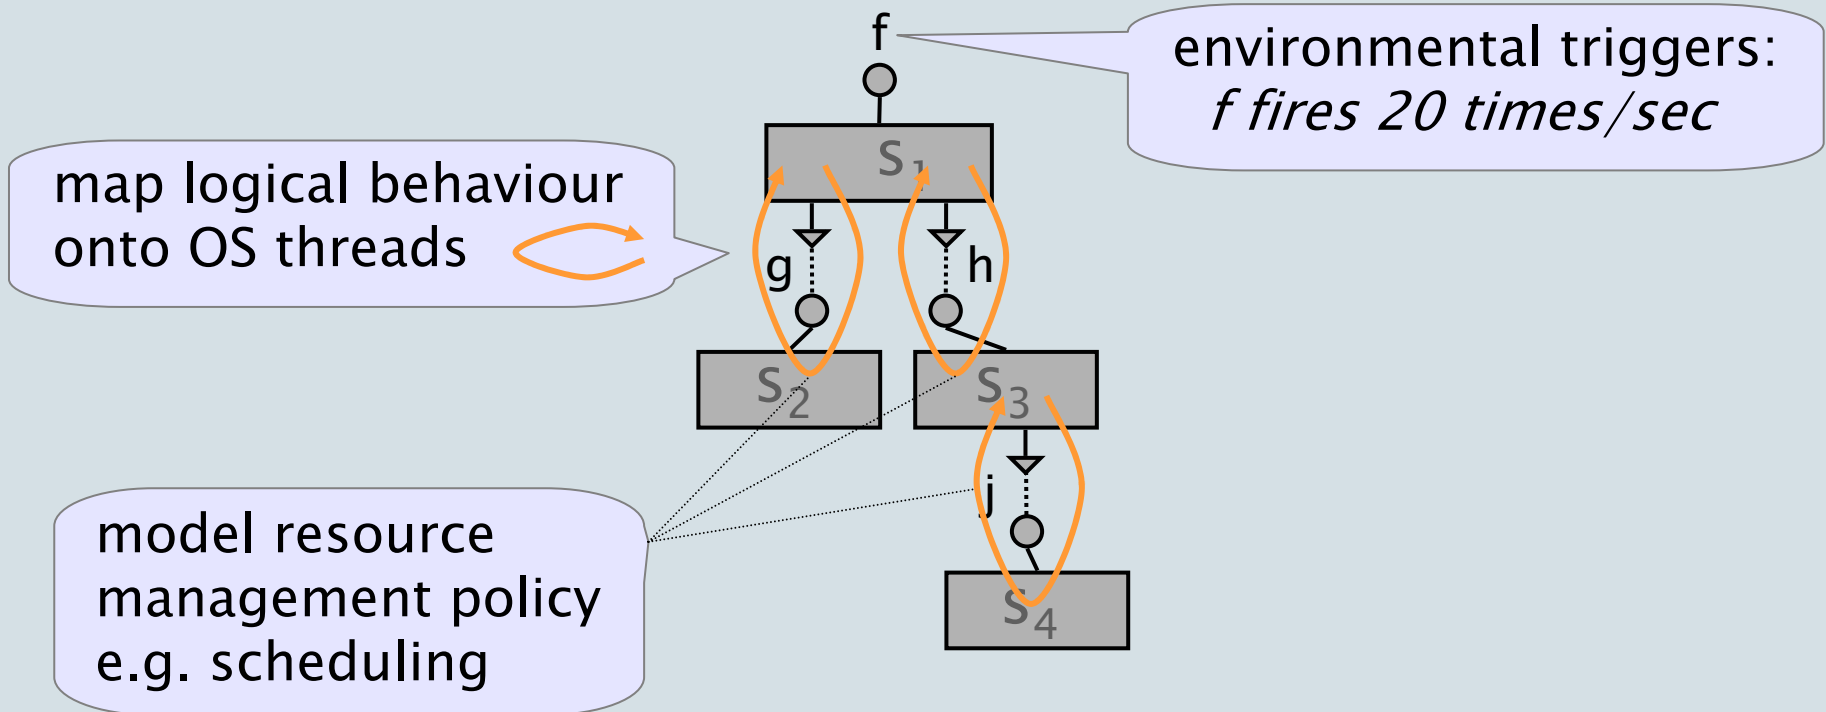 f
environmental triggers:
f fires 20 times/sec
S1
map logical behaviour
onto OS threads
g
h
S2
S3
j
model resource
management policy
e.g. scheduling
S4